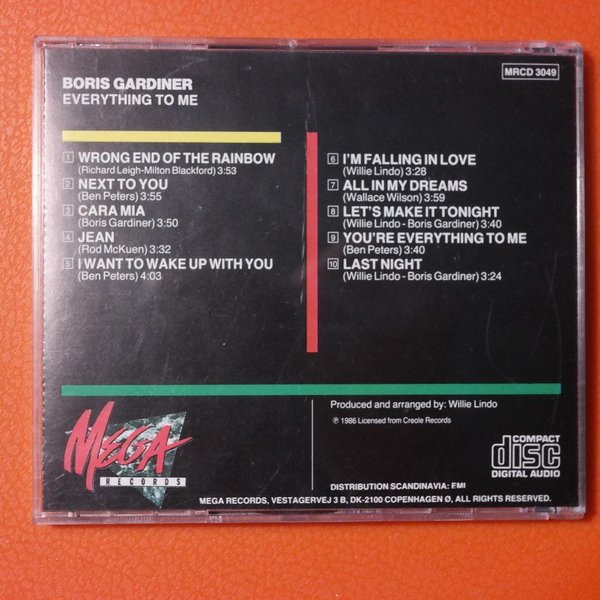 BORIS GARDINER
EVERYTHING TO ME
MRCD 3049
1 WRONG END OF THE RAINBOW
(Richard Leigh-Milton Blackford) 3:53
2 NEXT TO YOU
(Ben Peters) 3:55
3 CARA MIA
(Boris Gardiner) 3:50
4 JEAN
(Rod McKuen) 3:32
5 I WANT TO WAKE UP WITH YOU
(Ben Peters) 4:03
6 I'M FALLING IN LOVE
(Willie Lindo) 3:28
7 ALL IN MY DREAMS
(Wallace Wilson) 3:59
8 LET'S MAKE IT TONIGHT
(Willie Lindo - Boris Gardiner) 3:40
9 YOU'RE EVERYTHING TO ME
(Ben Peters) 3:40
10 LAST NIGHT
(Willie Lindo - Boris Gardiner) 3:24
MEGA
RECORDS
Produced and arranged by: Willie Lindo
℗ 1986 Licensed from Creole Records
COMPACT
disc
DIGITAL AUDIO
DISTRIBUTION SCANDINAVIA: EMI
MEGA RECORDS, VESTAGERVEJ 3 B, DK-2100 COPENHAGEN Ø, ALL RIGHTS RESERVED.